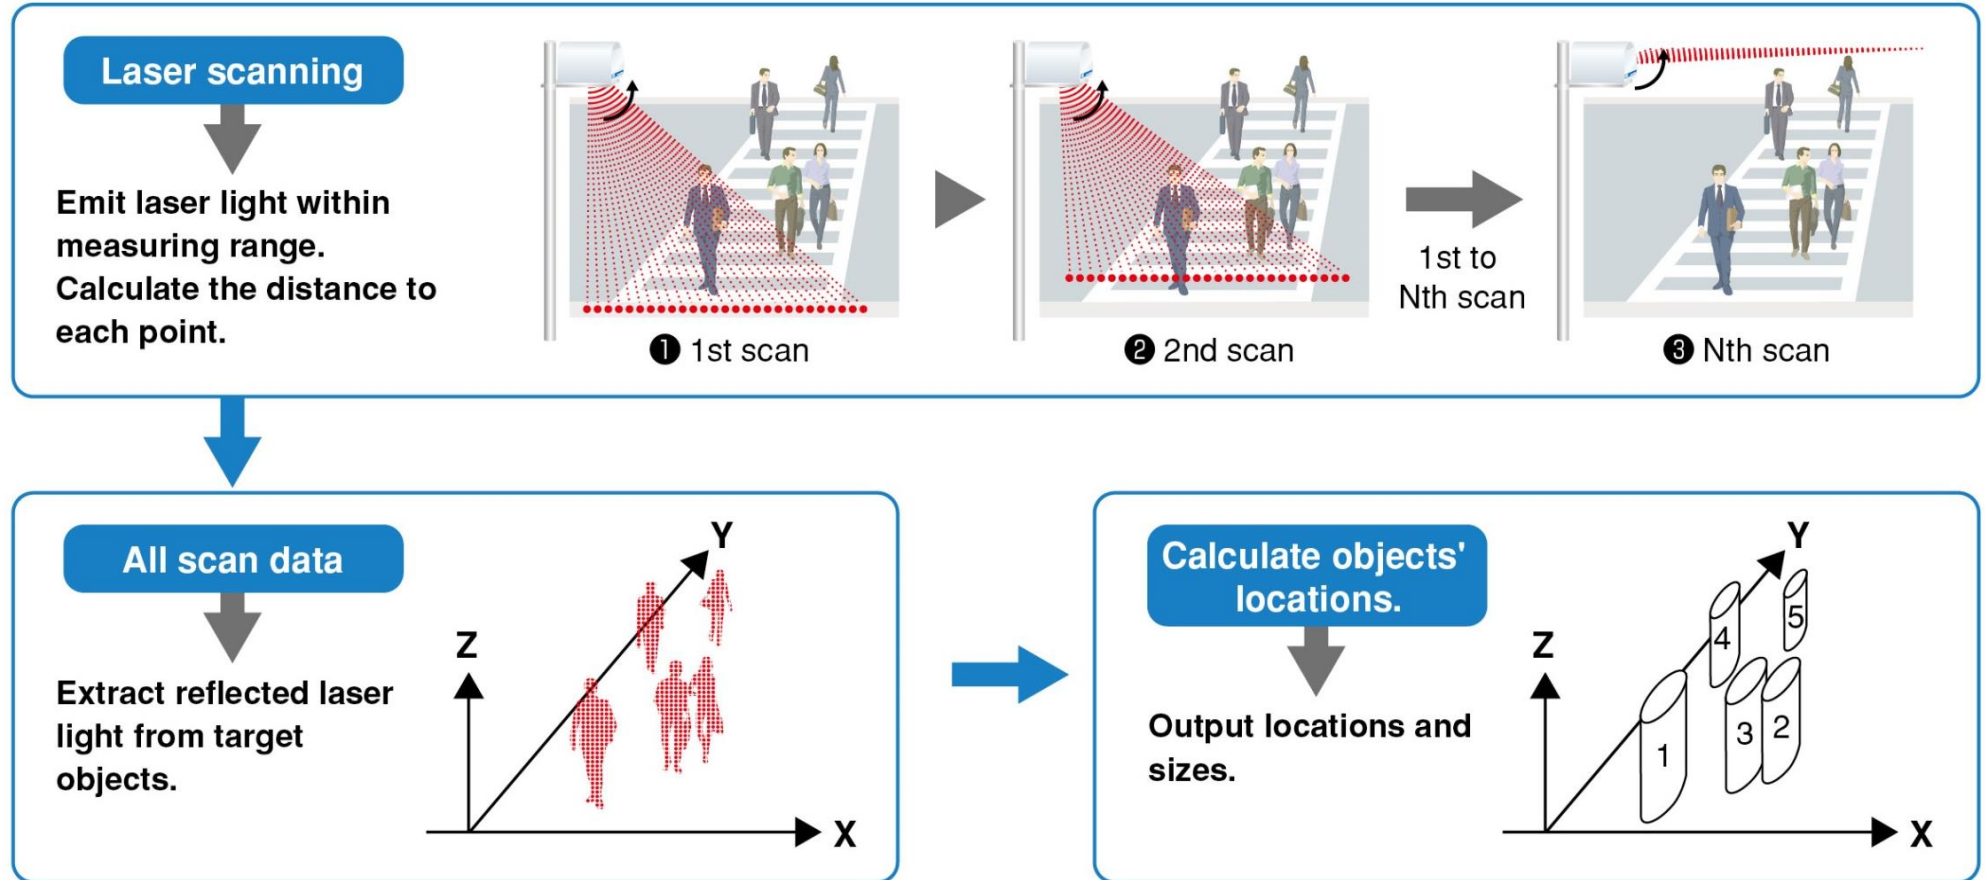 Laser scanning
Emit laser light within
measuring range.
Calculate the distance to
each point.
❶ 1st scan
❷ 2nd scan
1st to
Nth scan
❸ Nth scan
All scan data
Extract reflected laser
light from target
objects.
Z
Y
X
Calculate objects'
locations.
Output locations and
sizes.
Z
Y
X
1
3
2
4
5